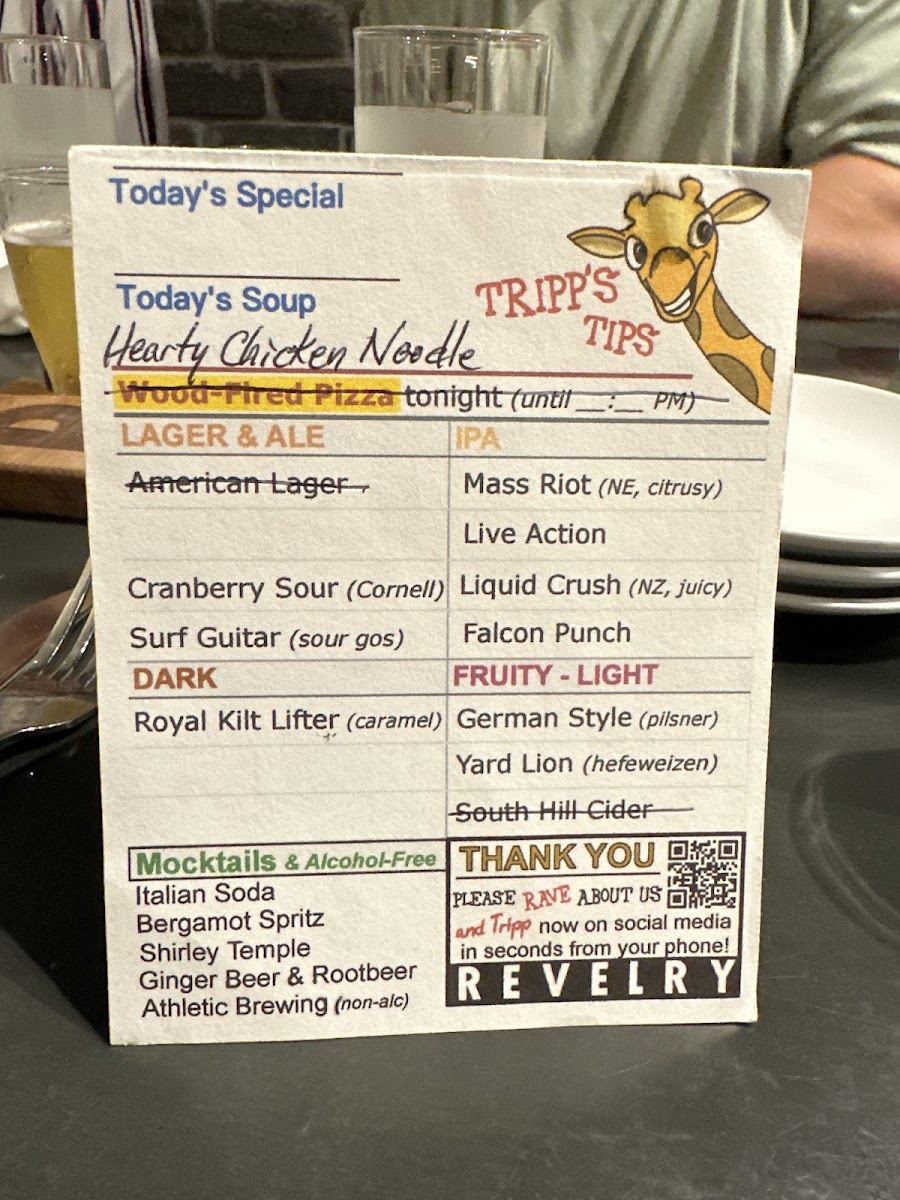 Today's Special
Today's Soup
TRIPP'S
TIPS
Hearty Chicken Noodle
Wood-Fired Pizza tonight (until __:__ PM)
LAGER & ALE
American Lager
Cranberry Sour (Cornell)
Surf Guitar (sour gos)
IPA
Mass Riot (NE, citrusy)
Live Action
Liquid Crush (NZ, juicy)
Falcon Punch
DARK
Royal Kilt Lifter (caramel)
FRUITY - LIGHT
German Style (pilsner)
Yard Lion (hefeweizen)
South Hill Cider
Mocktails & Alcohol-Free
Italian Soda
Bergamot Spritz
Shirley Temple
Ginger Beer & Rootbeer
Athletic Brewing (non-alc)
THANK YOU
PLEASE RAVE ABOUT US
and Tripp now on social media
in seconds from your phone!
REVELRY